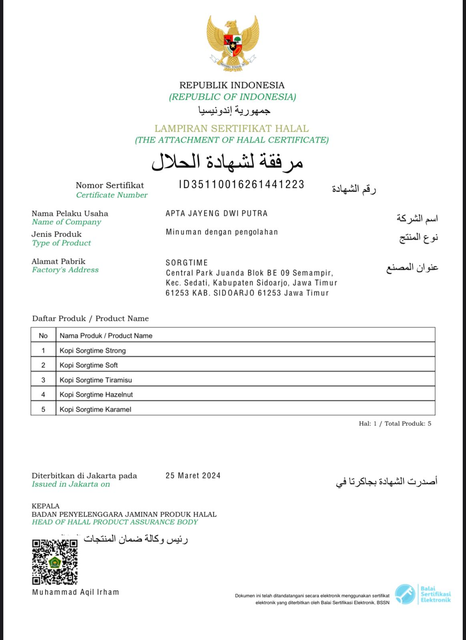 REPUBLIK INDONESIA
(REPUBLIC OF INDONESIA)
جمهورية إندونيسيا
LAMPIRAN SERTIFIKAT HALAL
(THE ATTACHMENT OF HALAL CERTIFICATE)
مرفقة لشهادة الحلال
Nomor Sertifikat ID35110016261441223 رقم الشهادة
Certificate Number
Nama Pelaku Usaha APTA JAYENG DWI PUTRA اسم الشركة
Name of Company
Jenis Produk Minuman dengan pengolahan نوع المنتج
Type of Product
Alamat Pabrik SORGTIME عنوان المصنع
Factory's Address Central Park Juanda Blok BE 09 Semampir,
Kec. Sedati, Kabupaten Sidoarjo, Jawa Timur
61253 KAB. SIDOARJO 61253 Jawa Timur
Daftar Produk / Product Name
No Nama Produk / Product Name
1 Kopi Sorgtime Strong
2 Kopi Sorgtime Soft
3 Kopi Sorgtime Tiramisu
4 Kopi Sorgtime Hazelnut
5 Kopi Sorgtime Karamel
Hal: 1 / Total Produk: 5
Diterbitkan di Jakarta pada 25 Maret 2024 أصدرت الشهادة بجاكرتا في
Issued in Jakarta on
KEPALA
BADAN PENYELENGGARA JAMINAN PRODUK HALAL
HEAD OF HALAL PRODUCT ASSURANCE BODY
رئيس وكالة ضمان المنتجات
Muhammad Aqil Irham
Dokumen ini telah ditandatangani secara elektronik menggunakan sertifikat
elektronik yang diterbitkan oleh Balai Sertifikasi Elektronik, BSSN
Balai
Sertifikasi
Elektronik